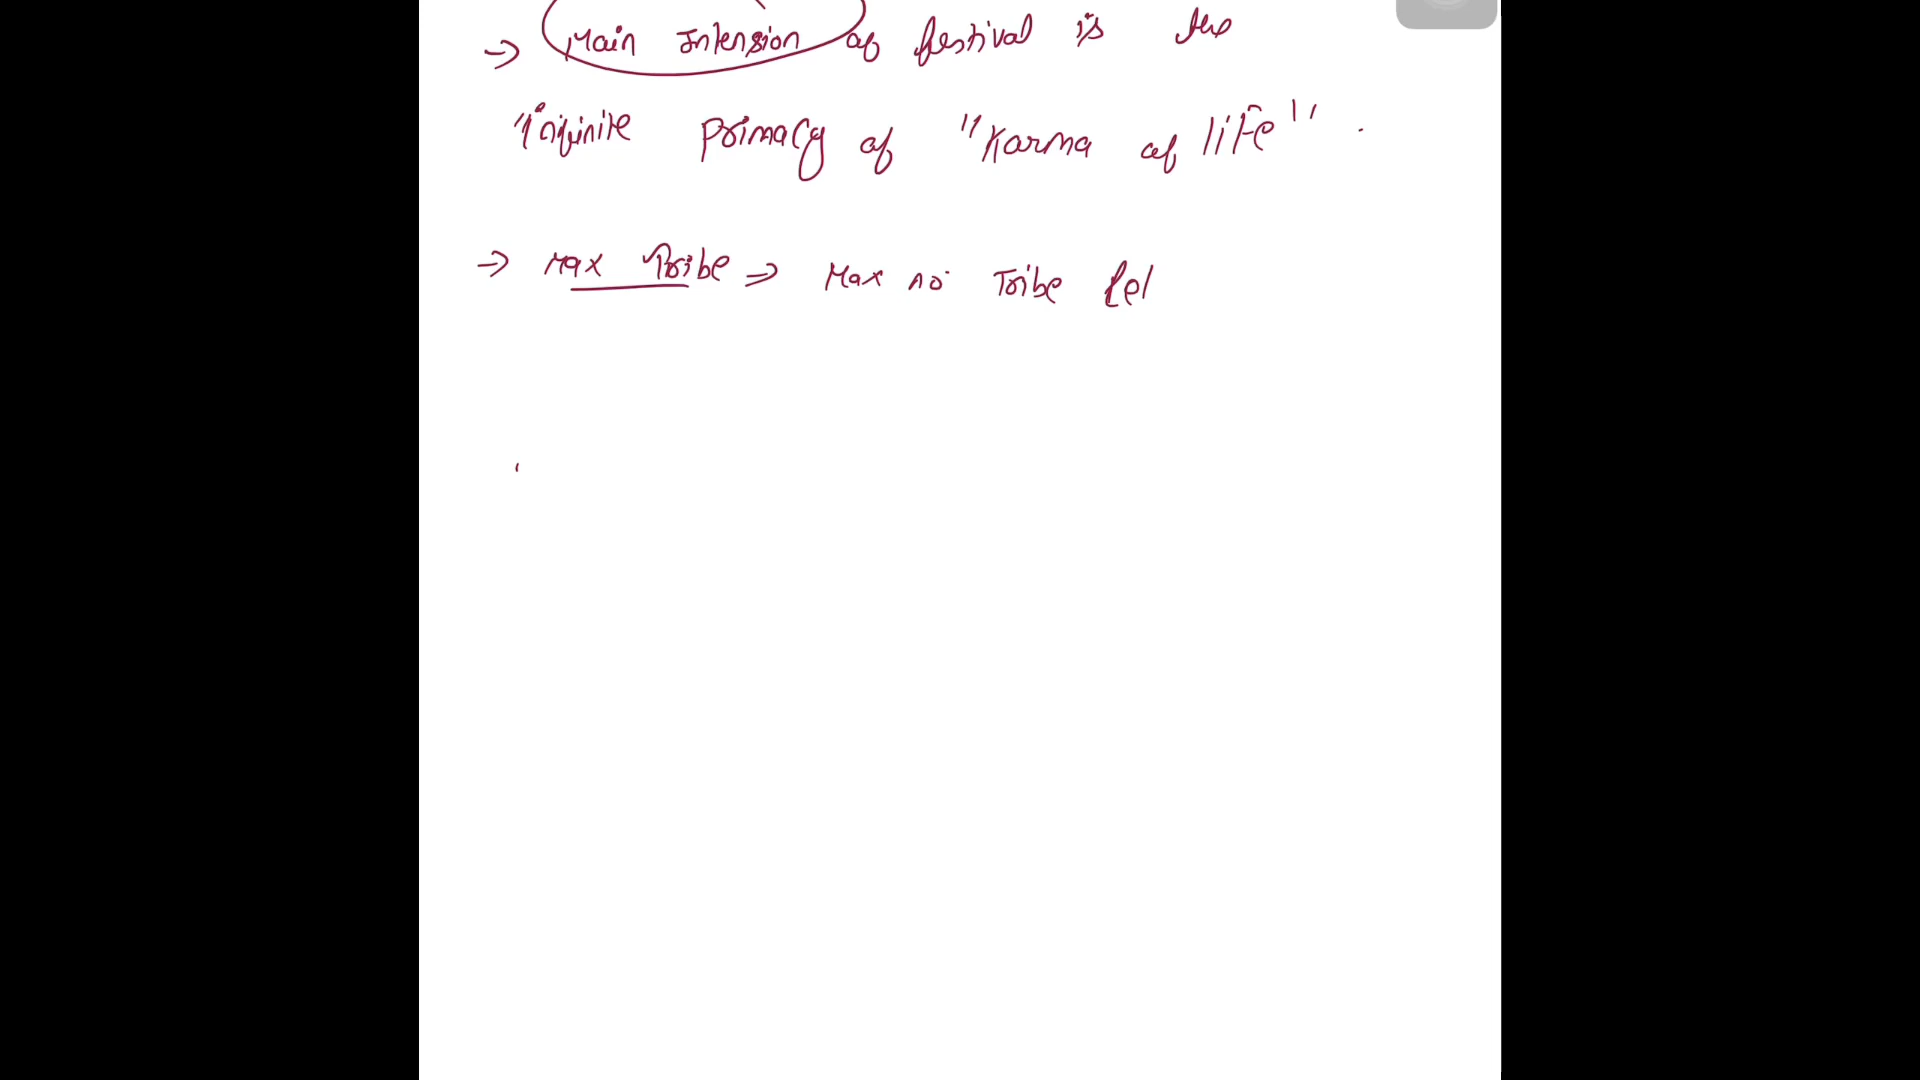 → Main Intension of festival is the
"Infinite Primacy of "Karma of life" .
→ Max Tribe ⇒ Max no Tribe fel